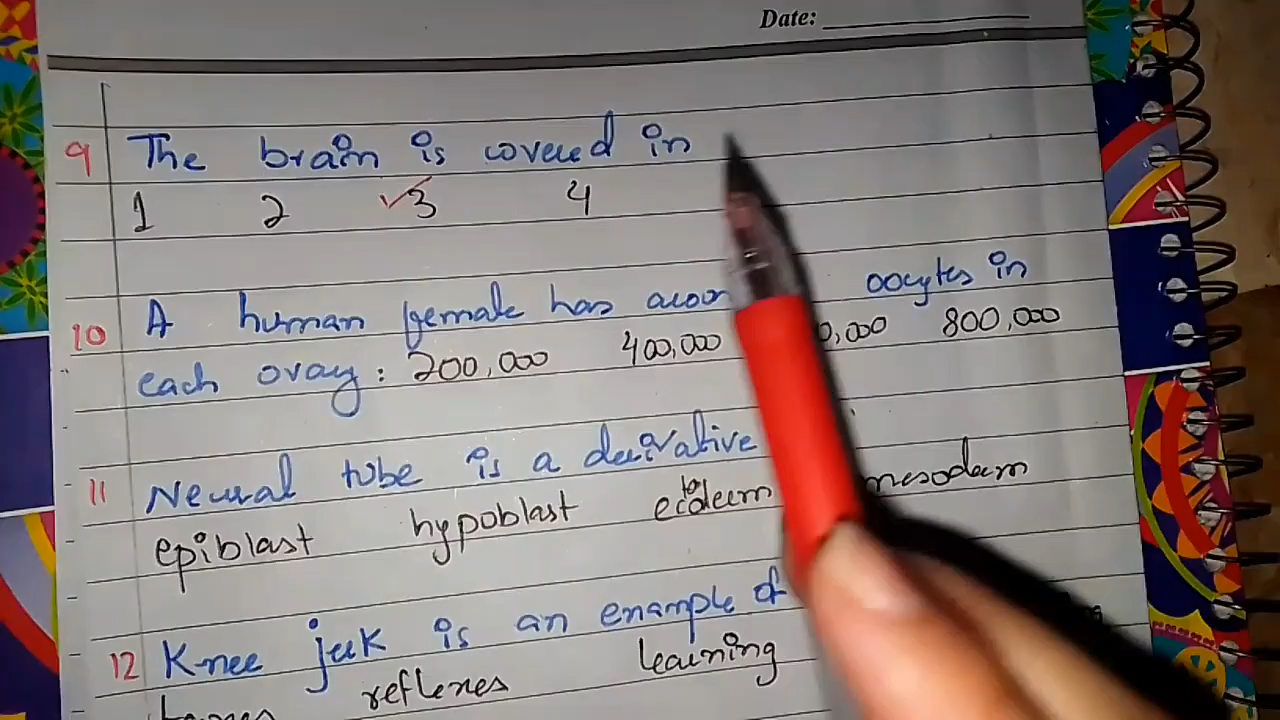 Date:
9 The brain is covered in
1 2 3 4
10 A human female has oocytes in
each ovary: 200,000 400,000 0,000 800,000
11 Neural tube is a derivative
epiblast hypoblast ectoderm mesoderm
12 Knee jerk is an example of
reflexes learning